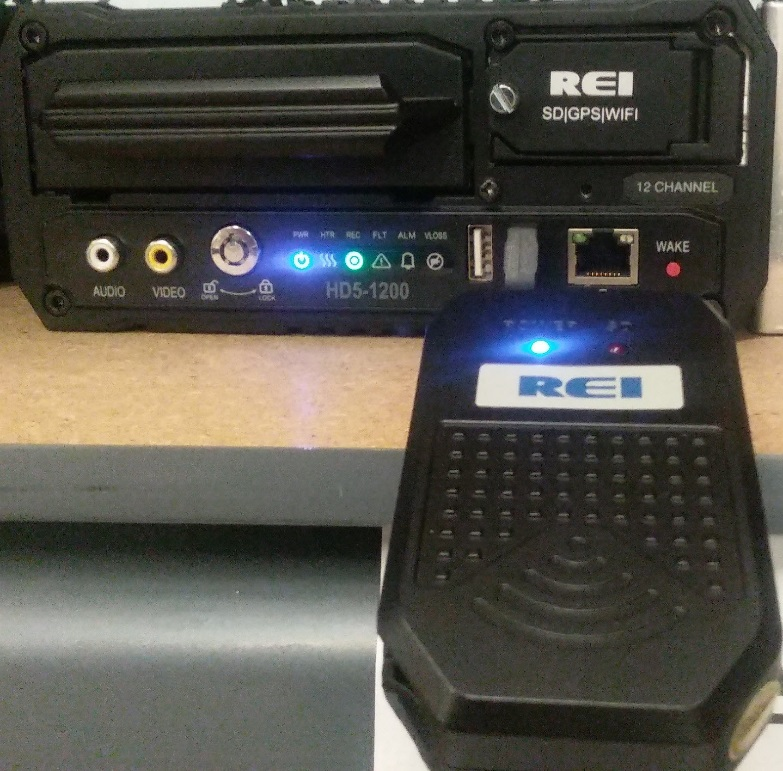 REI
SD|GPS|WIFI
12 CHANNEL
PWR HTR REC FLT ALM VLOSS
WAKE
AUDIO VIDEO OPEN LOCK
HD5-1200
REI